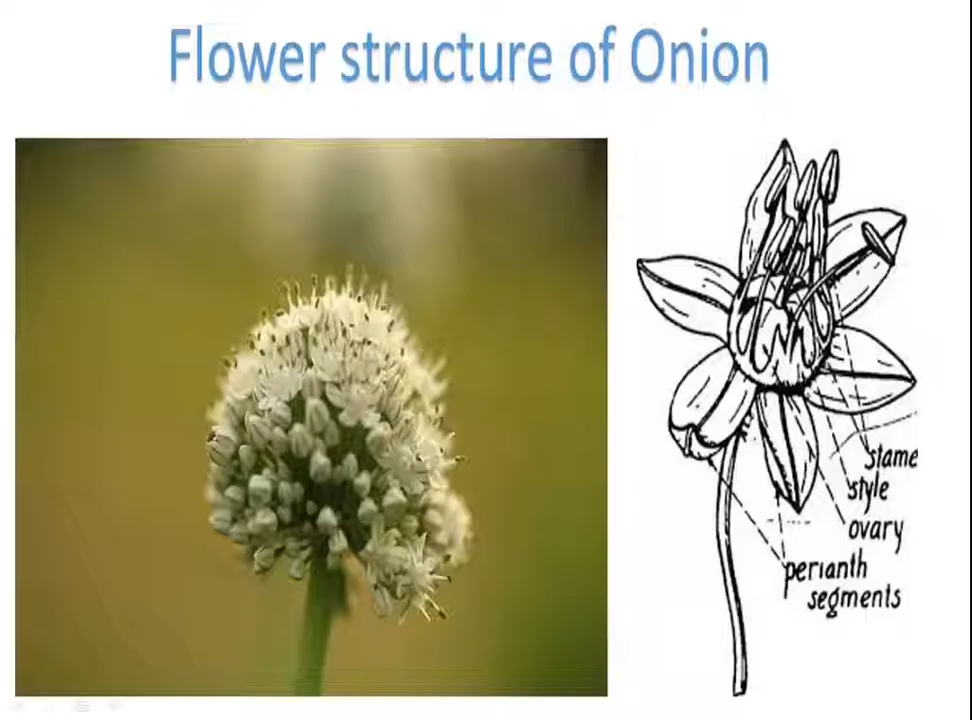 Flower structure of Onion
stame
style
ovary
perianth
segments